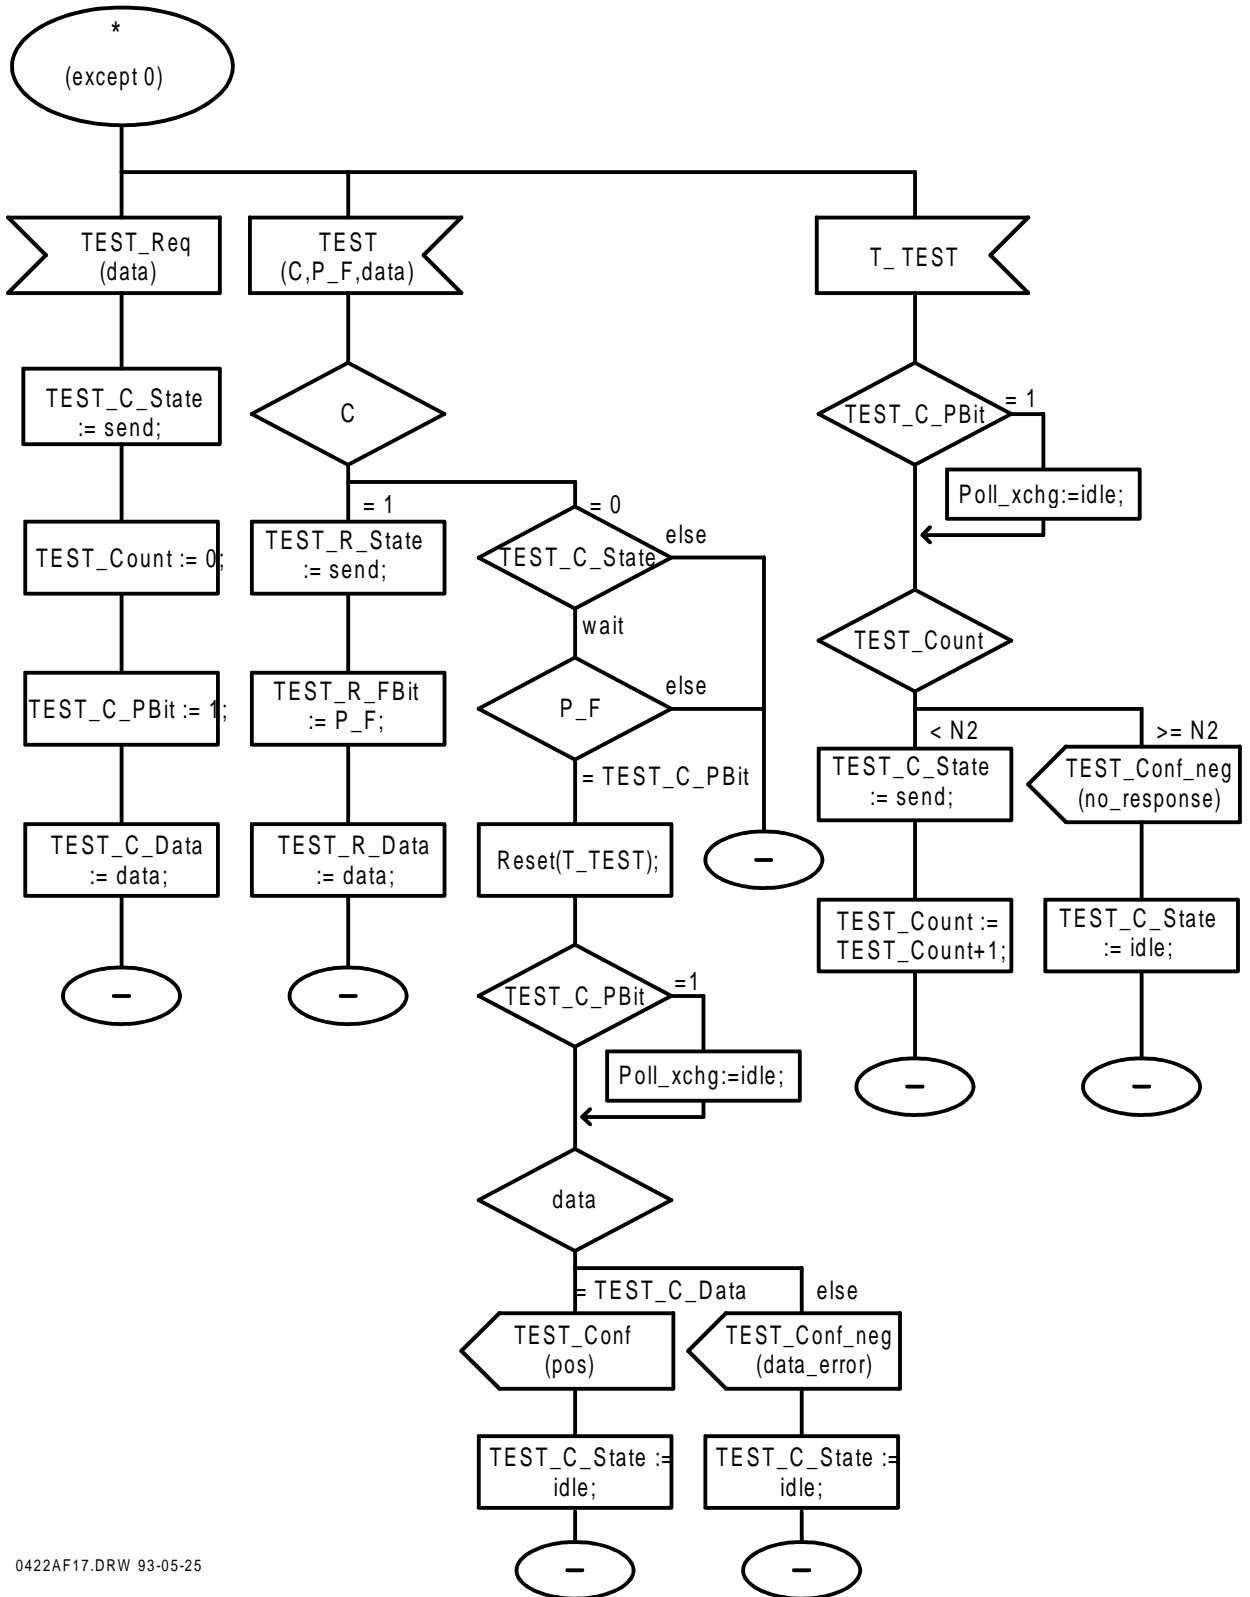 *
(except 0)
TEST_Req
(data)
TEST_C_State
:= send;
TEST_Count := 0;
TEST_C_PBit := 1;
TEST_C_Data
:= data;
–
TEST
(C,P_F,data)
C
= 1
TEST_R_State
:= send;
TEST_R_FBit
:= P_F;
TEST_R_Data
:= data;
–
= 0
TEST_C_State
else
wait
P_F
else
= TEST_C_PBit
–
Reset(T_TEST);
TEST_C_PBit
=1
Poll_xchg:=idle;
data
= TEST_C_Data
TEST_Conf
(pos)
TEST_C_State :=
idle;
–
else
TEST_Conf_neg
(data_error)
TEST_C_State :=
idle;
–
T_ TEST
TEST_C_PBit
= 1
Poll_xchg:=idle;
TEST_Count
< N2
TEST_C_State
:= send;
TEST_Count :=
TEST_Count+1;
–
>= N2
TEST_Conf_neg
(no_response)
TEST_C_State
:= idle;
–
0422AF17.DRW 93-05-25